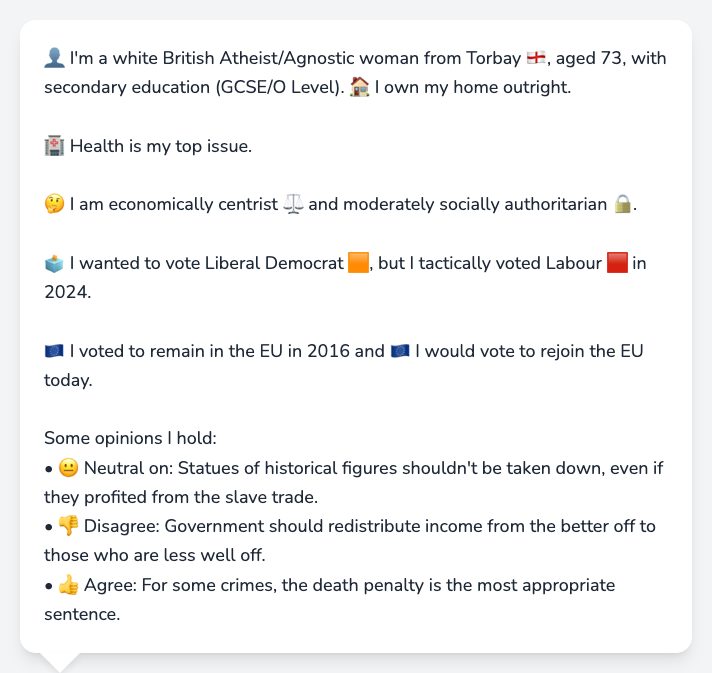 👤 I'm a white British Atheist/Agnostic woman from Torbay 🏴󠁧󠁢󠁥󠁮󠁧󠁿, aged 73, with
secondary education (GCSE/O Level). 🏠 I own my home outright.
🏥 Health is my top issue.
🤔 I am economically centrist ⚖️ and moderately socially authoritarian 🔒.
🗳️ I wanted to vote Liberal Democrat 🟧, but I tactically voted Labour 🟥 in
2024.
🇪🇺 I voted to remain in the EU in 2016 and 🇪🇺 I would vote to rejoin the EU
today.
Some opinions I hold:
• 😐 Neutral on: Statues of historical figures shouldn't be taken down, even if
they profited from the slave trade.
• 👎 Disagree: Government should redistribute income from the better off to
those who are less well off.
• 👍 Agree: For some crimes, the death penalty is the most appropriate
sentence.